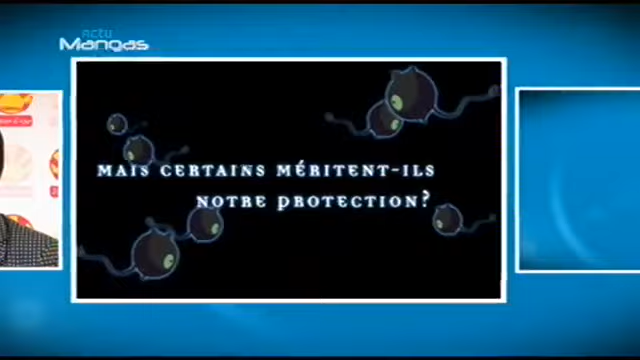 Actu
Mangas
MAIS CERTAINS MÉRITENT-ILS
NOTRE PROTECTION?